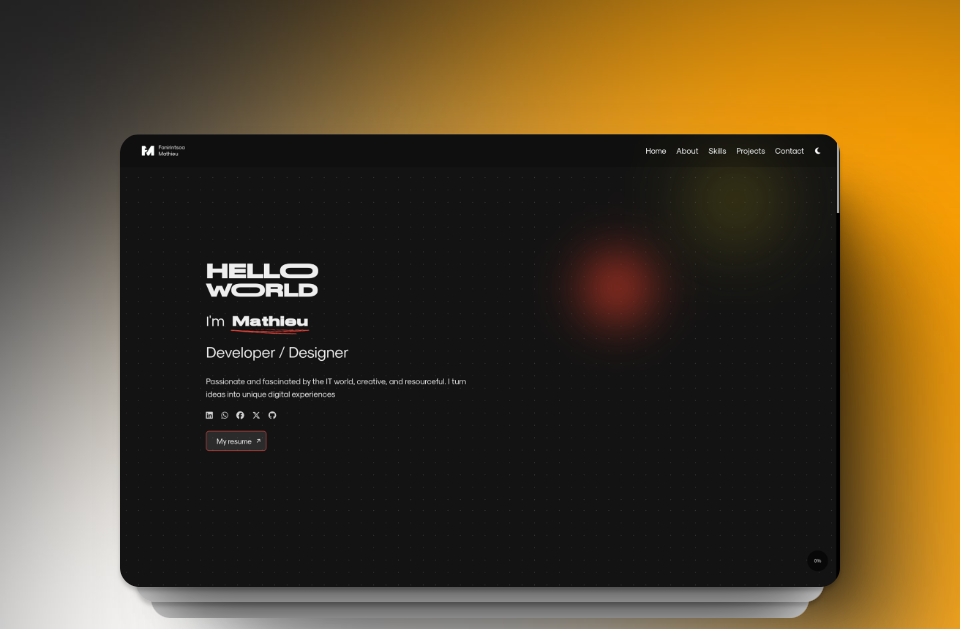 Mathieu
Home About Skills Projects Contact
HELLO
WORLD
I'm Mathieu
Developer / Designer
Passionate and fascinated by the IT world, creative, and resourceful. I turn
ideas into unique digital experiences
My resume
0%